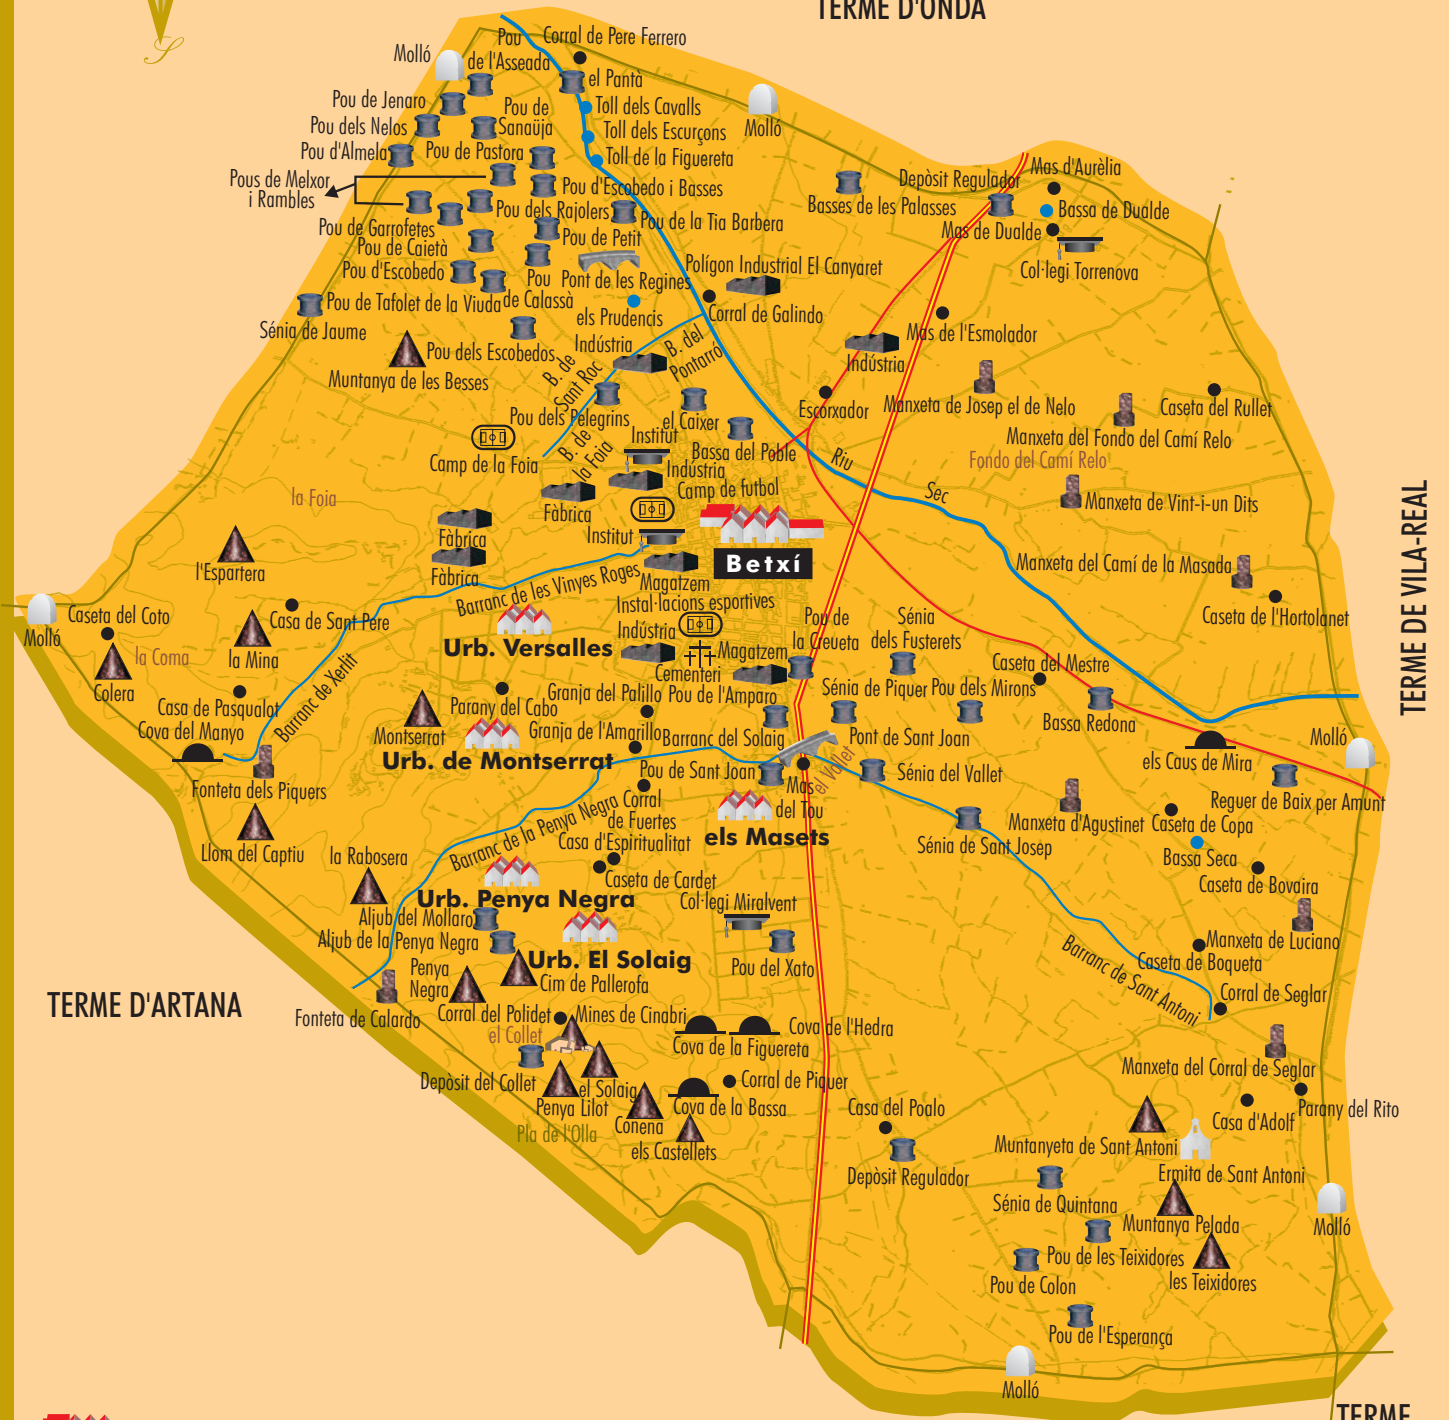 TERME D'ONDA
S
Molló
Pou
de l'Asseada
Corral de Pere Ferrero
el Pantà
Pou de Jenaro
Pou de
Sanaüja
Toll dels Cavalls
Molló
Pou dels Nelos
Toll dels Escurçons
Pou d'Almela
Pou de Pastora
Toll de la Figuereta
Pous de Melxor
i Rambles
Pou d'Escobedo i Basses
Basses de les Palasses
Depòsit Regulador
Mas d'Aurèlia
Bassa de Dualde
Pou dels Rajolers
Pou de la Tia Barbera
Mas de Dualde
Pou de Garrofetes
Pou de Petit
Pou de Caietà
Col·legi Torrenova
Pou d'Escobedo
Pou
de Calassà
Pont de les Regines
Polígon Industrial El Canyaret
Pou de Tafolet de la Viuda
Sénia de Jaume
els Prudencis
Corral de Galindo
Mas de l'Esmolador
Pou dels Escobedos
Indústria
B. del
Pontarró
Indústria
Muntanya de les Besses
B. de
Sant Roc
Pou dels Pelegrins
el Caixer
Escorxador
Manxeta de Josep el de Nelo
Caseta del Rullet
Manxeta del Fondo del Camí Relo
Fondo del Camí Relo
Camp de la Foia
B. de
la Foia
Institut
Bassa del Poble
Riu
Sec
Indústria
Camp de futbol
la Foia
Fàbrica
Manxeta de Vint-i-un Dits
Fàbrica
Institut
Betxí
l'Espartera
Fàbrica
Barranc de les Vinyes Roges
Magatzem
Manxeta del Camí de la Masada
TERME DE VILA-REAL
Molló
Caseta del Coto
Casa de Sant Pere
Instal·lacions esportives
Caseta de l'Hortolanet
Urb. Versalles
Indústria
Pou de
la Creueta
Sénia
dels Fusterets
la Coma
la Mina
Barranc de Xerlit
Cementeri
Magatzem
Caseta del Mestre
Colera
Casa de Pasqualot
Parany del Cabo
Granja del Palillo
Pou de l'Amparo
Sénia de Piquer
Pou dels Mirons
Cova del Manyo
Montserrat
Granja de l'Amarillo
Barranc del Solaig
Pont de Sant Joan
Bassa Redona
Molló
Urb. de Montserrat
Pou de Sant Joan
el Vallet
Sénia del Vallet
els Caus de Mira
Fonteta dels Piquers
Mas
del Tou
Reguer de Baix per Amunt
Barranc de la Penya Negra
Corral
de Fuertes
els Masets
Manxeta d'Agustinet
Caseta de Copa
Llom del Captiu
la Rabosera
Casa d'Espiritualitat
Sénia de Sant Josep
Bassa Seca
Caseta de Cardet
Caseta de Bovaira
Urb. Penya Negra
Col·legi Miralvent
Aljub del Mollaro
Aljub de la Penya Negra
Manxeta de Luciano
Urb. El Solaig
Pou del Xato
Barranc de Sant Antoni
Caseta de Boqueta
Penya
Negra
Cim de Pallerofa
TERME D'ARTANA
Corral de Seglar
Fonteta de Calardo
Corral del Polidet
Mines de Cinabri
el Collet
Cova de la Figuereta
Cova de l'Hedra
Depòsit del Collet
el Solaig
Corral de Piquer
Manxeta del Corral de Seglar
Penya Lilot
Cova de la Bassa
Casa del Poalo
Parany del Rito
Casa d'Adolf
Pla de l'Olla
Conena
els Castellets
Muntanyeta de Sant Antoni
Depòsit Regulador
Ermita de Sant Antoni
Sénia de Quintana
Muntanya Pelada
Molló
Pou de les Teixidores
Pou de Colon
les Teixidores
Pou de l'Esperança
Molló
TERME